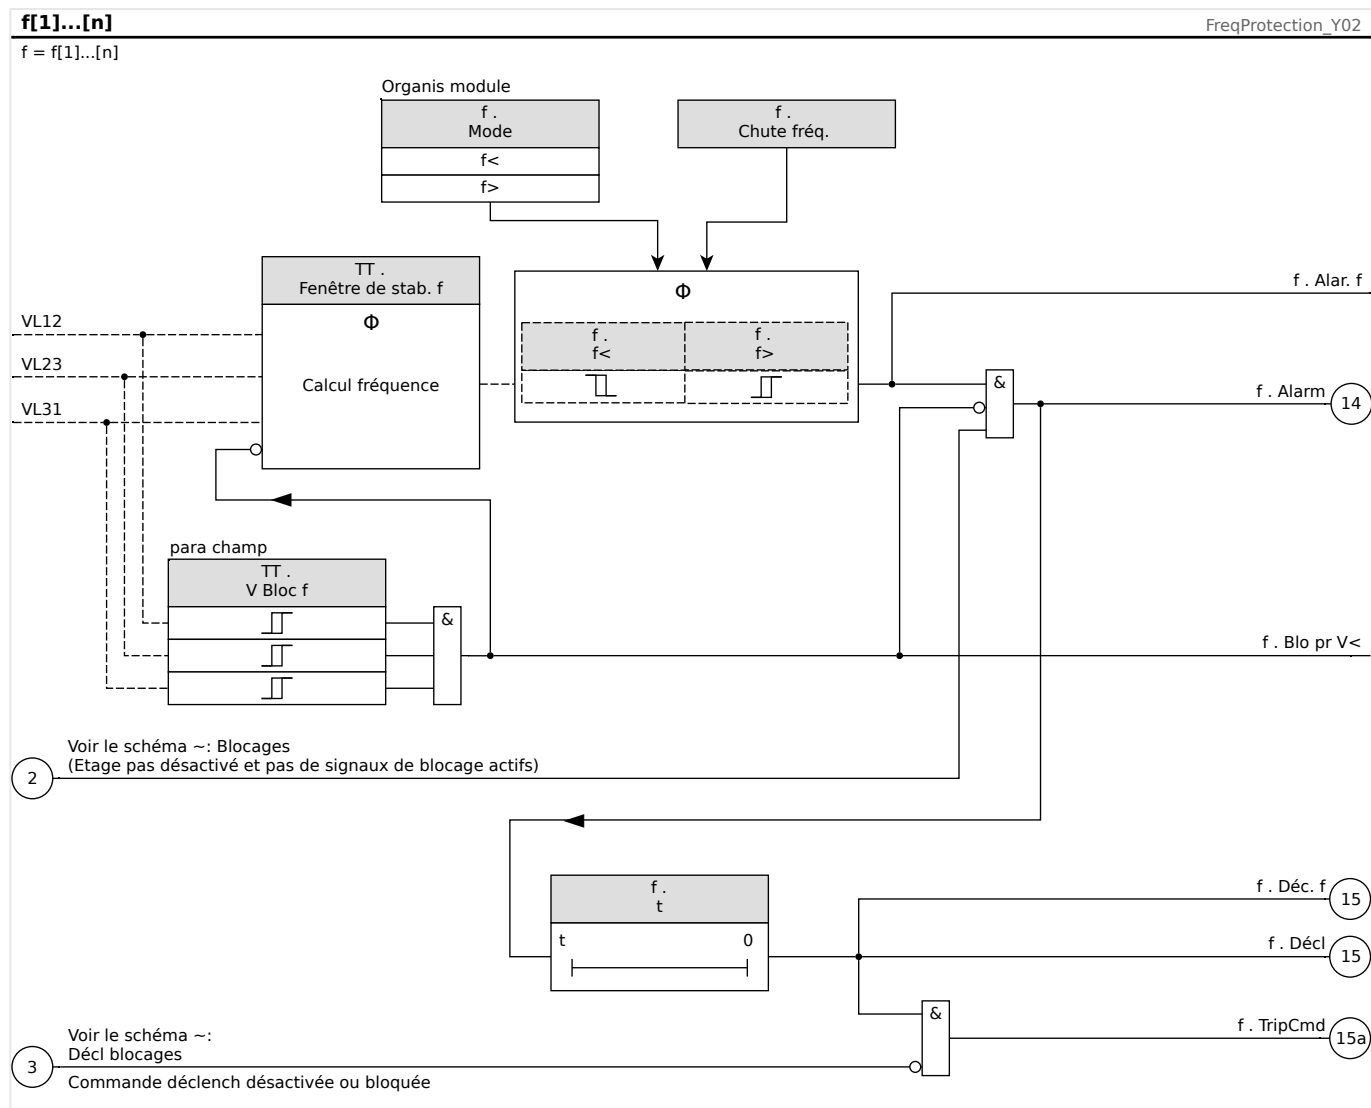 f[1]...[n]
FreqProtection_Y02
f = f[1]...[n]
Organis module
f .
Mode
f<
f>
f .
Chute fréq.
TT .
Fenêtre de stab. f
Φ
Calcul fréquence
Φ
f .
f<
f .
f>
VL12
VL23
VL31
f . Alar. f
&
f . Alarm
14
para champ
TT .
V Bloc f
&
f . Blo pr V<
Voir le schéma ~: Blocages
(Etage pas désactivé et pas de signaux de blocage actifs)
2
f .
t
t
0
f . Déc. f
15
f . Décl
15
&
f . TripCmd
15a
Voir le schéma ~:
Décl blocages
3
Commande déclench désactivée ou bloquée